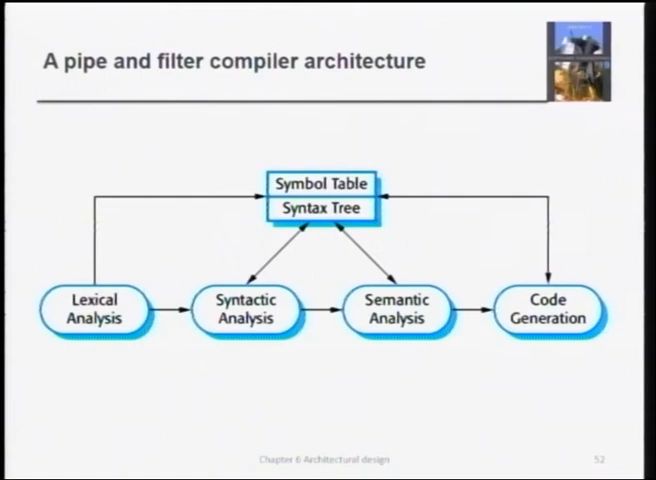 A pipe and filter compiler architecture
Symbol Table
Syntax Tree
Lexical
Analysis
Syntactic
Analysis
Semantic
Analysis
Code
Generation
Chapter 6 Architectural design
52